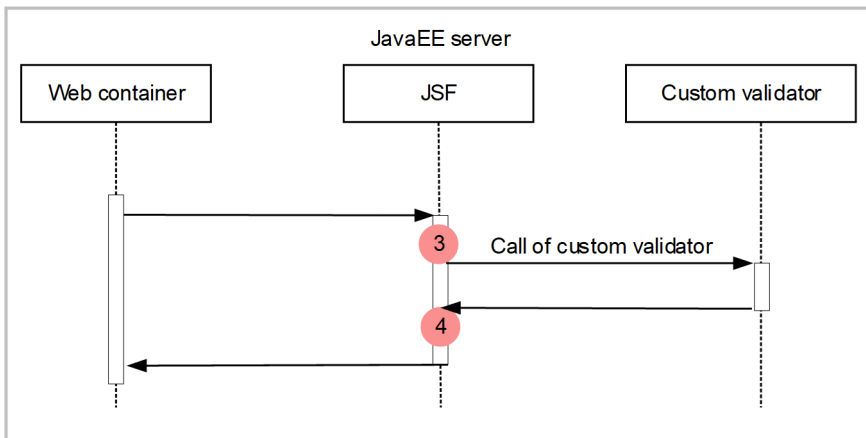 JavaEE server
Web container
JSF
Custom validator
3
Call of custom validator
4